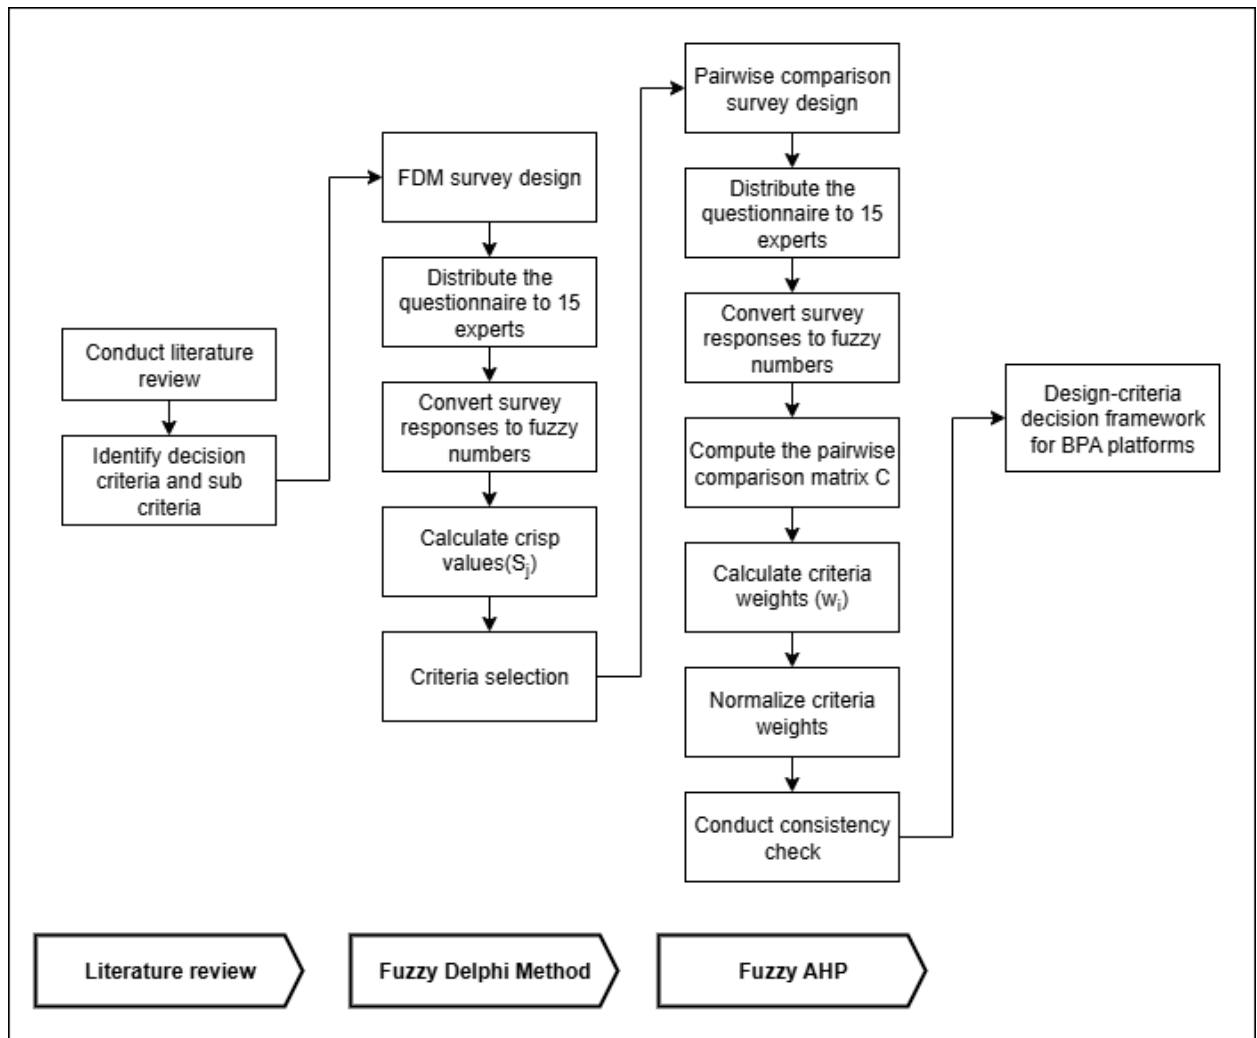 Conduct literature
review
Identify decision
criteria and sub
criteria
FDM survey design
Distribute the
questionnaire to 15
experts
Convert survey
responses to fuzzy
numbers
Calculate crisp
values(Sj)
Criteria selection
Pairwise comparison
survey design
Distribute the
questionnaire to 15
experts
Convert survey
responses to fuzzy
numbers
Compute the pairwise
comparison matrix C
Calculate criteria
weights (wi)
Normalize criteria
weights
Conduct consistency
check
Design-criteria
decision framework
for BPA platforms
Literature review
Fuzzy Delphi Method
Fuzzy AHP